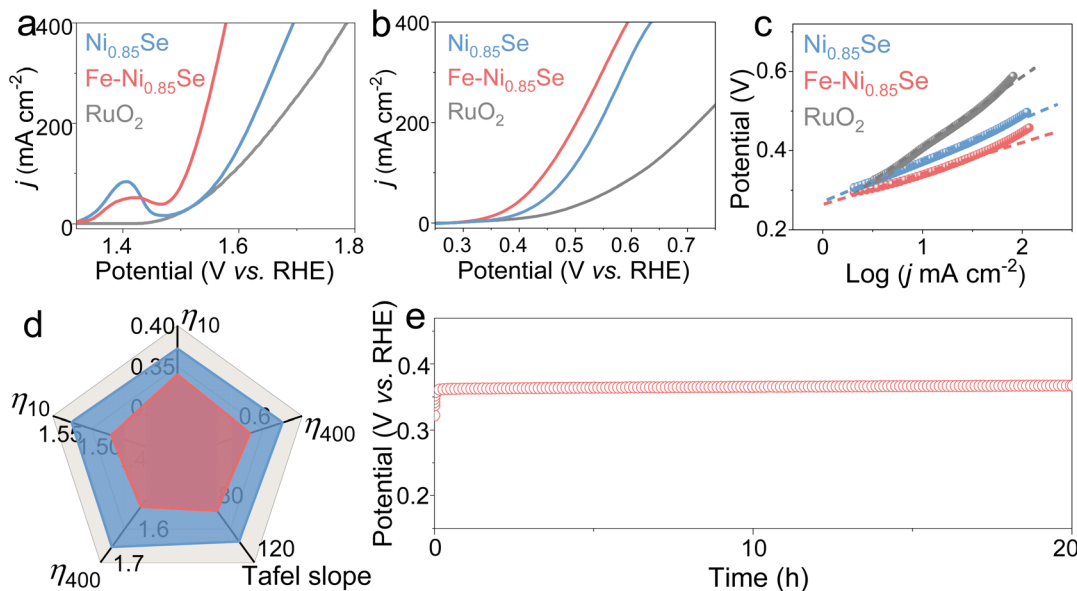 a
400
200
0
j (mA cm-2)
Ni0.85Se
Fe-Ni0.85Se
RuO2
1.4 1.6 1.8
Potential (V vs. RHE)
b
400
200
0
j (mA cm-2)
Ni0.85Se
Fe-Ni0.85Se
RuO2
0.3 0.4 0.5 0.6 0.7
Potential (V vs. RHE)
c
0.6
0.4
0.2
Potential (V)
Ni0.85Se
Fe-Ni0.85Se
RuO2
0 1 2
Log (j mA cm-2)
d
0.40
η10
0.35
η10
1.55
1.50
0.6
η400
1.6
1.7
η400
120
Tafel slope
e
0.4
0.3
0.2
Potential (V vs. RHE)
0 10 20
Time (h)